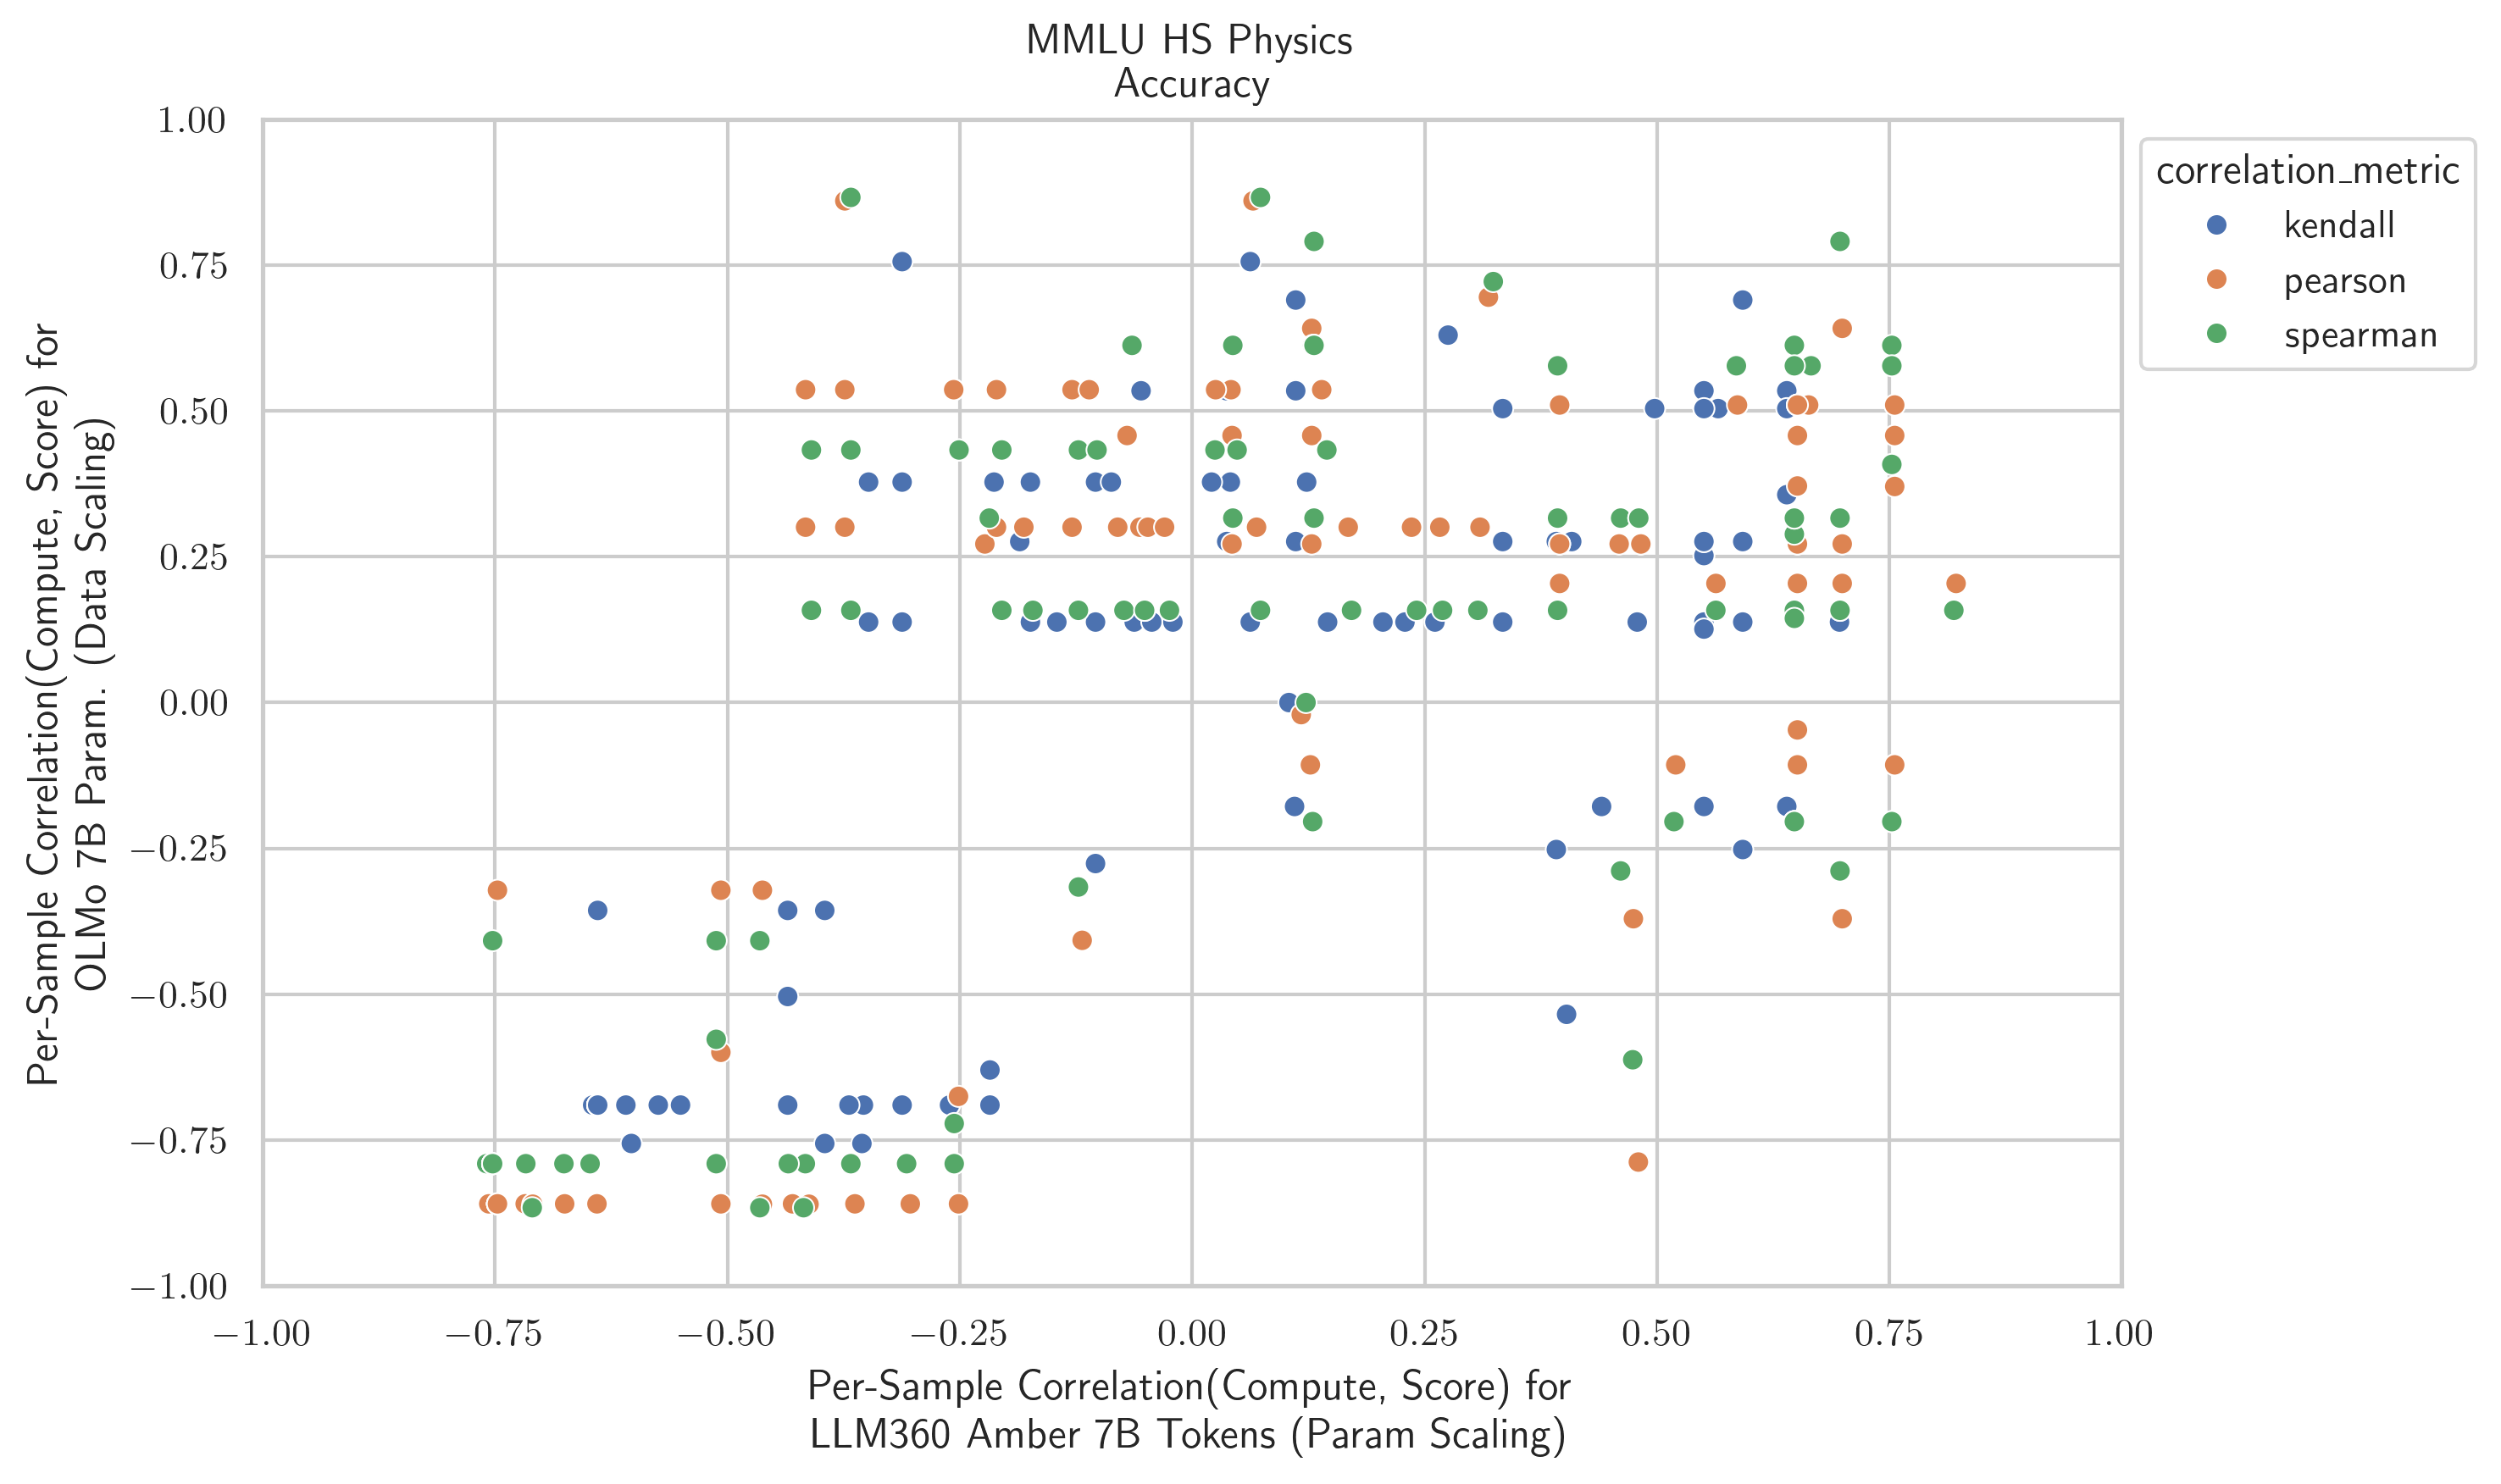 MMLU HS Physics
Accuracy
Per-Sample Correlation(Compute, Score) for
OLMo 7B Param. (Data Scaling)
1.00
0.75
0.50
0.25
0.00
−0.25
−0.50
−0.75
−1.00
−1.00
−0.75
−0.50
−0.25
0.00
0.25
0.50
0.75
1.00
Per-Sample Correlation(Compute, Score) for
LLM360 Amber 7B Tokens (Param Scaling)
correlation_metric
kendall
pearson
spearman